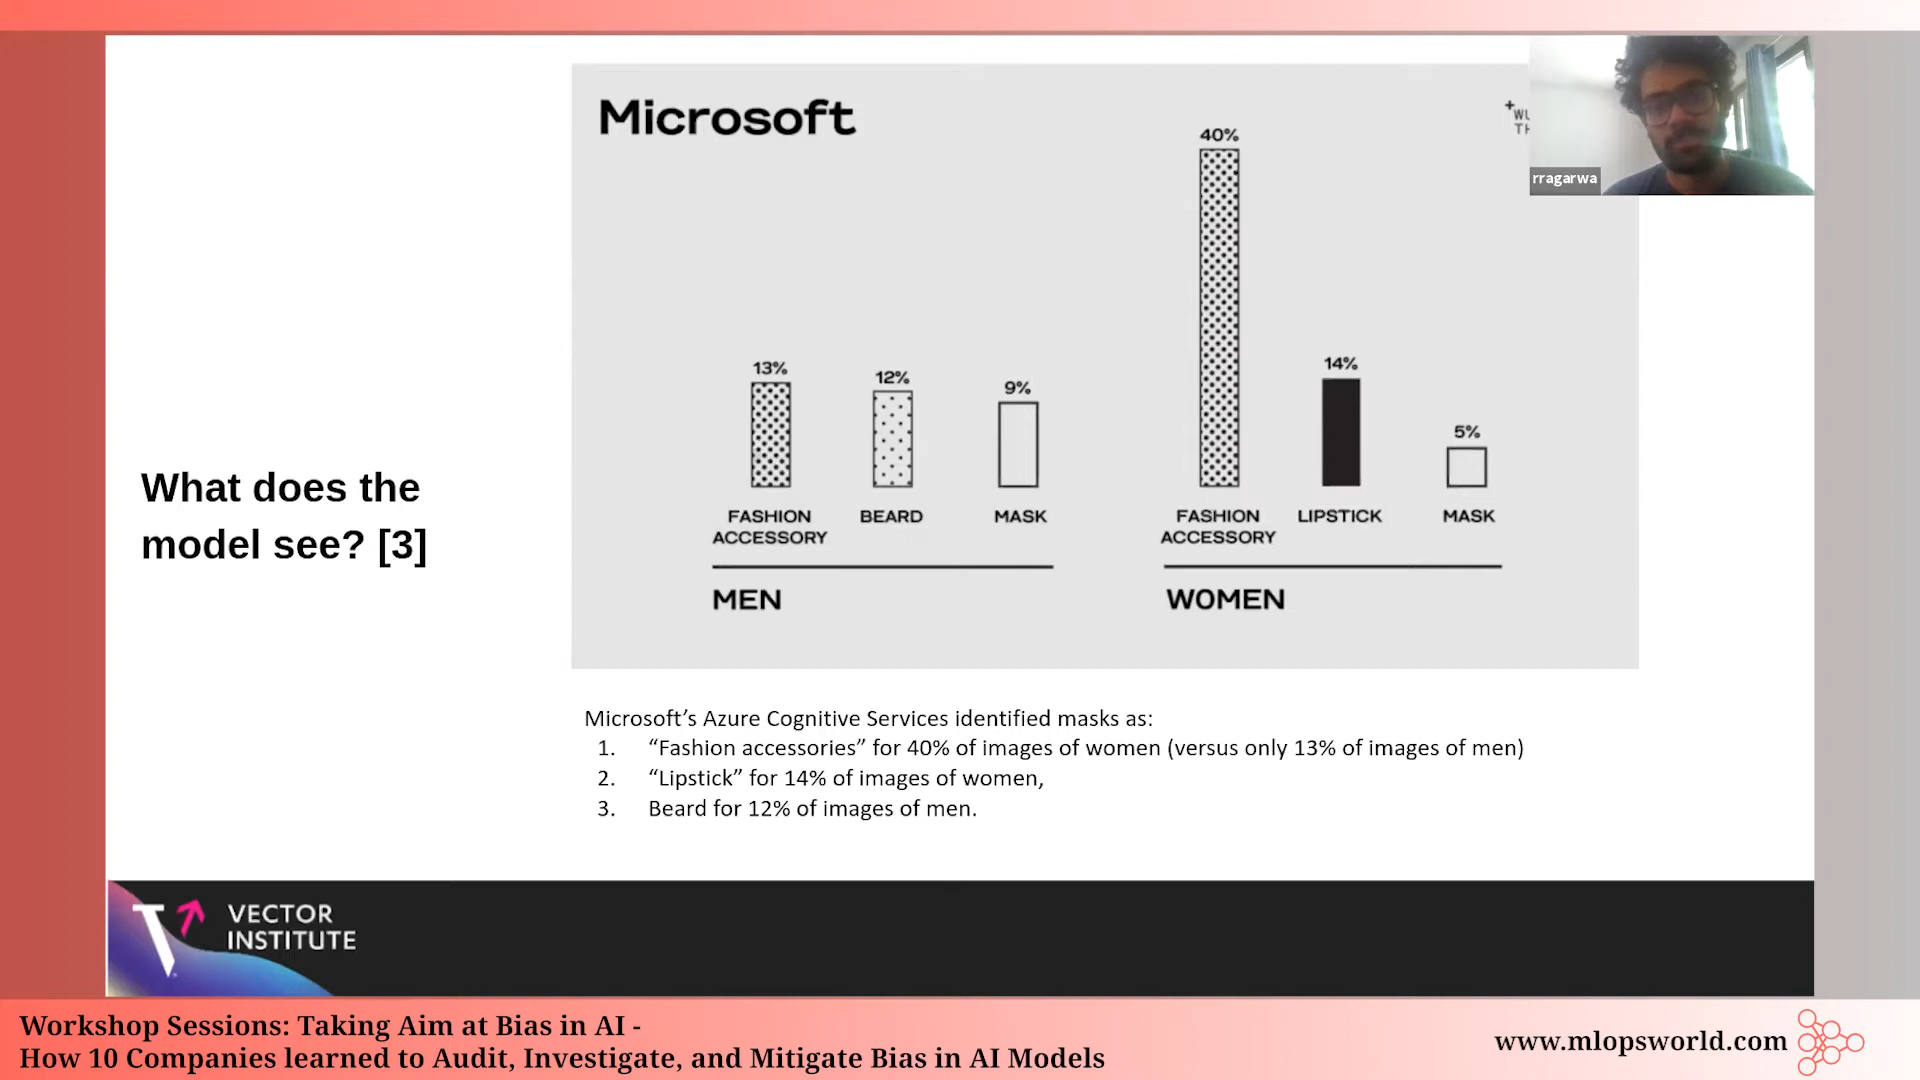 Microsoft
40%
rragarwa
13%
12%
9%
14%
5%
FASHION
ACCESSORY
BEARD
MASK
FASHION
ACCESSORY
LIPSTICK
MASK
MEN
WOMEN
What does the
model see? [3]
Microsoft’s Azure Cognitive Services identified masks as:
1. “Fashion accessories” for 40% of images of women (versus only 13% of images of men)
2. “Lipstick” for 14% of images of women,
3. Beard for 12% of images of men.
VECTOR
INSTITUTE
Workshop Sessions: Taking Aim at Bias in AI -
How 10 Companies learned to Audit, Investigate, and Mitigate Bias in AI Models
www.mlopsworld.com